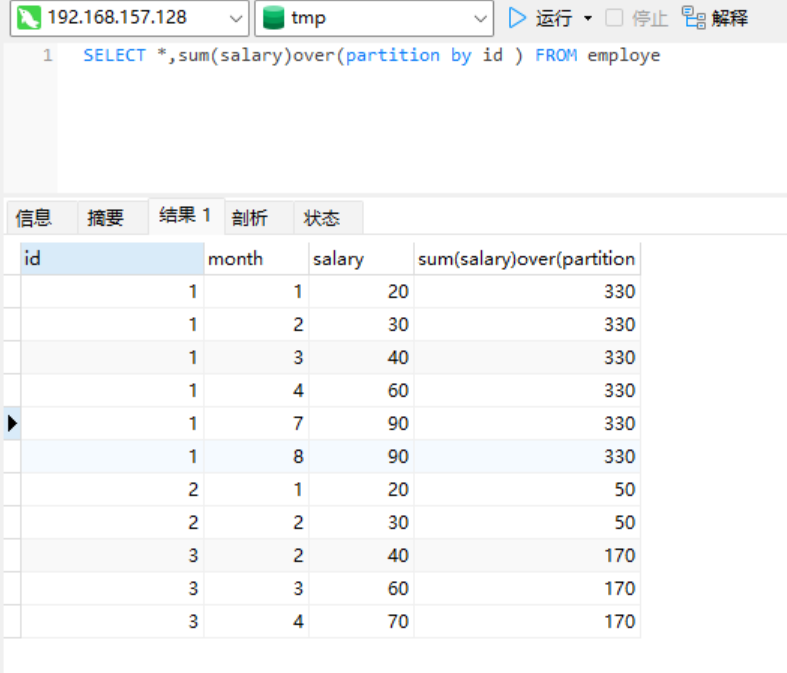 192.168.157.128 tmp 运行 停止 解释
1 SELECT *,sum(salary)over(partition by id ) FROM employe
信息 摘要 结果 1 剖析 状态
id month salary sum(salary)over(partition
1 1 20 330
1 2 30 330
1 3 40 330
1 4 60 330
1 7 90 330
1 8 90 330
2 1 20 50
2 2 30 50
3 2 40 170
3 3 60 170
3 4 70 170